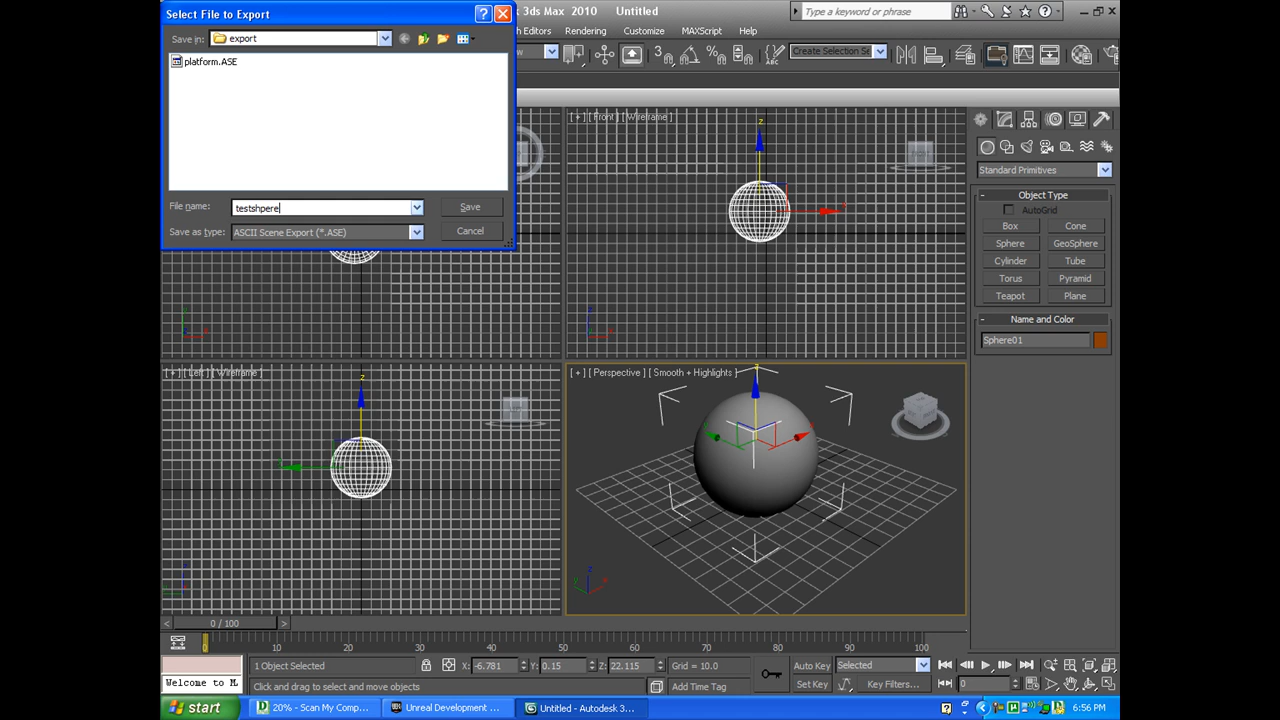 Select File to Export
Save in: export
platform.ASE
File name: testshpere Save
Save as type: ASCII Scene Export (*.ASE) Cancel
3ds Max 2010 Untitled
Type a keyword or phrase
Editors Rendering Customize MAXScript Help
Create Selection Se
[ + ] [ Front ] [ Wireframe ]
[ + ] [ Left ] [ Wireframe ]
[ + ] [ Perspective ] [ Smooth + Highlights ]
Standard Primitives
Object Type
AutoGrid
Box Cone
Sphere GeoSphere
Cylinder Tube
Torus Pyramid
Teapot Plane
Name and Color
Sphere01
0 / 100
0 10 20 30 40 50 60 70 80 90 100
1 Object Selected X: -6.781 Y: 0.15 Z: 22.115 Grid = 10.0 Auto Key Selected
Welcome to M. Click and drag to select and move objects Add Time Tag Set Key Key Filters... 0
start 20% - Scan My Comp... Unreal Development ... Untitled - Autodesk 3... 6:56 PM